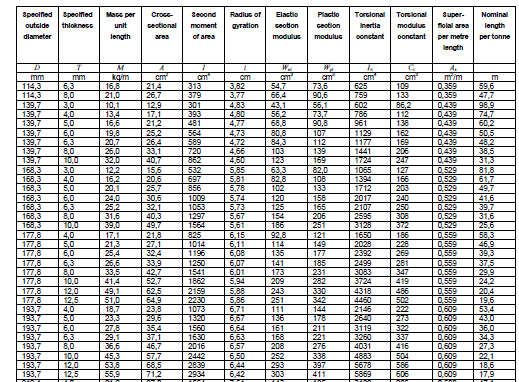 Specified outside diameter Specified thickness Mass per unit length Cross-sectional area Second moment of area Radius of gyration Elastic section modulus Plastic section modulus Torsional inertia constant Torsional modulus constant Super-ficial area per metre length Nominal length per tonne
D T M A I i Wel Wpl It Ct As
mm mm kg/m cm² cm⁴ cm cm³ cm³ cm⁴ cm³ m²/m m
114,3 6,3 16,8 21,4 313 3,82 54,7 73,6 625 109 0,359 59,6
114,3 8,0 21,0 26,7 379 3,77 66,4 90,6 759 133 0,359 47,7
139,7 3,0 10,1 12,9 301 4,83 43,1 56,1 602 86,2 0,439 98,9
139,7 4,0 13,4 17,1 393 4,80 56,2 73,7 786 112 0,439 74,7
139,7 5,0 16,6 21,2 481 4,77 68,8 90,8 961 138 0,439 60,2
139,7 6,0 19,8 25,2 564 4,73 80,8 107 1129 162 0,439 50,5
139,7 6,3 20,7 26,4 589 4,72 84,3 112 1177 169 0,439 48,2
139,7 8,0 26,0 33,1 720 4,66 103 139 1441 206 0,439 38,5
139,7 10,0 32,0 40,7 862 4,60 123 169 1724 247 0,439 31,3
168,3 3,0 12,2 15,6 532 5,85 63,3 82,0 1065 127 0,529 81,8
168,3 4,0 16,2 20,6 697 5,81 82,8 108 1394 166 0,529 61,7
168,3 5,0 20,1 25,7 856 5,78 102 133 1712 203 0,529 49,7
168,3 6,0 24,0 30,6 1009 5,74 120 158 2017 240 0,529 41,6
168,3 6,3 25,2 32,1 1053 5,73 125 165 2107 250 0,529 39,7
168,3 8,0 31,6 40,3 1297 5,67 154 206 2595 308 0,529 31,6
168,3 10,0 39,0 49,7 1564 5,61 186 251 3128 372 0,529 25,6
177,8 4,0 17,1 21,8 825 6,15 92,8 121 1650 186 0,559 58,3
177,8 5,0 21,3 27,1 1014 6,11 114 149 2028 228 0,559 46,9
177,8 6,0 25,4 32,4 1196 6,08 135 177 2392 269 0,559 39,3
177,8 6,3 26,6 33,9 1250 6,07 141 185 2499 281 0,559 37,5
177,8 8,0 33,5 42,7 1541 6,01 173 231 3083 347 0,559 29,9
177,8 10,0 41,4 52,7 1862 5,94 209 282 3724 419 0,559 24,2
177,8 12,0 49,1 62,5 2159 5,88 243 330 4318 486 0,559 20,4
177,8 12,5 51,0 64,9 2230 5,86 251 342 4460 502 0,559 19,6
193,7 4,0 18,7 23,8 1073 6,71 111 144 2146 222 0,609 53,4
193,7 5,0 23,3 29,6 1320 6,67 136 178 2640 273 0,609 43,0
193,7 6,0 27,8 35,4 1560 6,64 161 211 3119 322 0,609 36,0
193,7 6,3 29,1 37,1 1630 6,63 168 221 3260 337 0,609 34,3
193,7 8,0 36,6 46,7 2016 6,57 208 276 4031 416 0,609 27,3
193,7 10,0 45,3 57,7 2442 6,50 252 338 4883 504 0,609 22,1
193,7 12,0 53,8 68,5 2839 6,44 293 397 5678 586 0,609 18,6
193,7 12,5 55,9 71,2 2934 6,42 303 411 5869 606 0,609 17,9